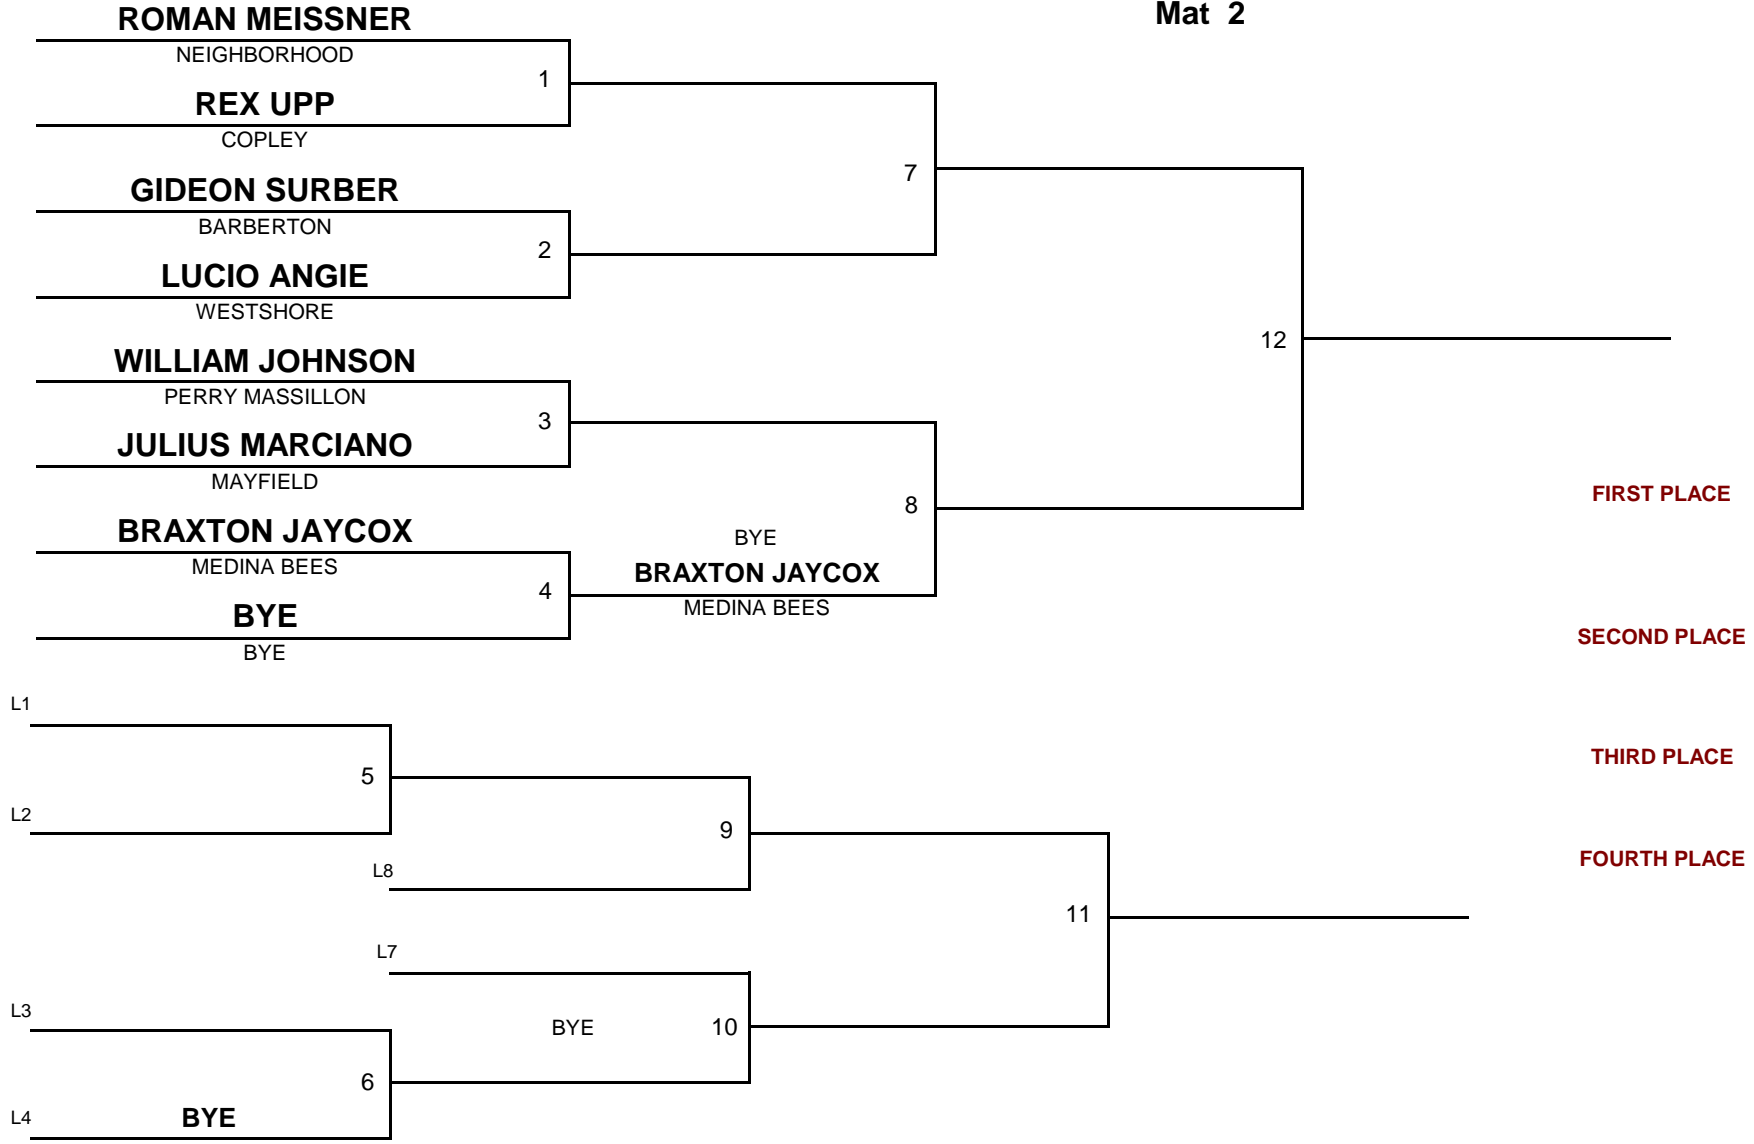 Mat 2
ROMAN MEISSNER
NEIGHBORHOOD
1
REX UPP
COPLEY
7
GIDEON SURBER
BARBERTON
2
LUCIO ANGIE
WESTSHORE
12
WILLIAM JOHNSON
PERRY MASSILLON
3
JULIUS MARCIANO
MAYFIELD
FIRST PLACE
8
BRAXTON JAYCOX
BYE
MEDINA BEES
BRAXTON JAYCOX
4
MEDINA BEES
BYE
BYE
SECOND PLACE
L1
THIRD PLACE
5
L2
9
FOURTH PLACE
L8
11
L7
L3
BYE
10
6
L4
BYE